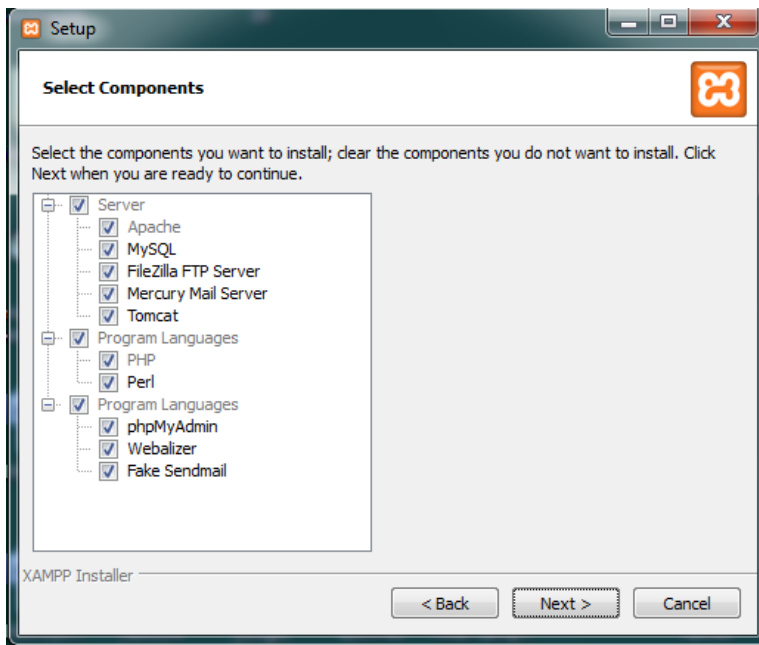 Setup
Select Components
Select the components you want to install; clear the components you do not want to install. Click
Next when you are ready to continue.
Server
Apache
MySQL
FileZilla FTP Server
Mercury Mail Server
Tomcat
Program Languages
PHP
Perl
Program Languages
phpMyAdmin
Webalizer
Fake Sendmail
XAMPP Installer
< Back
Next >
Cancel